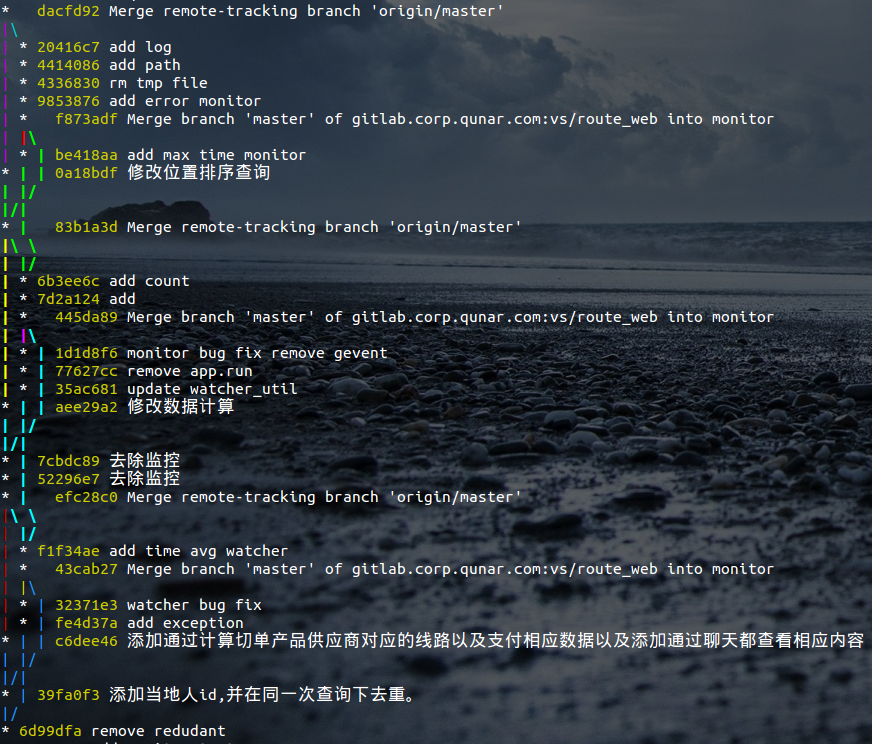 * dacfd92 Merge remote-tracking branch 'origin/master'
|\
| * 20416c7 add log
| * 4414086 add path
| * 4336830 rm tmp file
| * 9853876 add error monitor
| *   f873adf Merge branch 'master' of gitlab.corp.qunar.com:vs/route_web into monitor
| |\
| * | be418aa add max time monitor
* | | 0a18bdf 修改位置排序查询
| |/
|/|
* |   83b1a3d Merge remote-tracking branch 'origin/master'
|\ \
| |/
| * 6b3ee6c add count
| * 7d2a124 add
| *   445da89 Merge branch 'master' of gitlab.corp.qunar.com:vs/route_web into monitor
| |\
| * | 1d1d8f6 monitor bug fix remove gevent
| * | 77627cc remove app.run
| * | 35ac681 update watcher_util
* | | aee29a2 修改数据计算
| |/
|/|
* | 7cbdc89 去除监控
* | 52296e7 去除监控
* |   efc28c0 Merge remote-tracking branch 'origin/master'
|\ \
| |/
| * f1f34ae add time avg watcher
| *   43cab27 Merge branch 'master' of gitlab.corp.qunar.com:vs/route_web into monitor
| |\
| * | 32371e3 watcher bug fix
| * | fe4d37a add exception
* | | c6dee46 添加通过计算切单产品供应商对应的线路以及支付相应数据以及添加通过聊天都查看相应内容
| |/
|/|
* | 39fa0f3 添加当地人id,并在同一次查询下去重。
|/
* 6d99dfa remove redudant